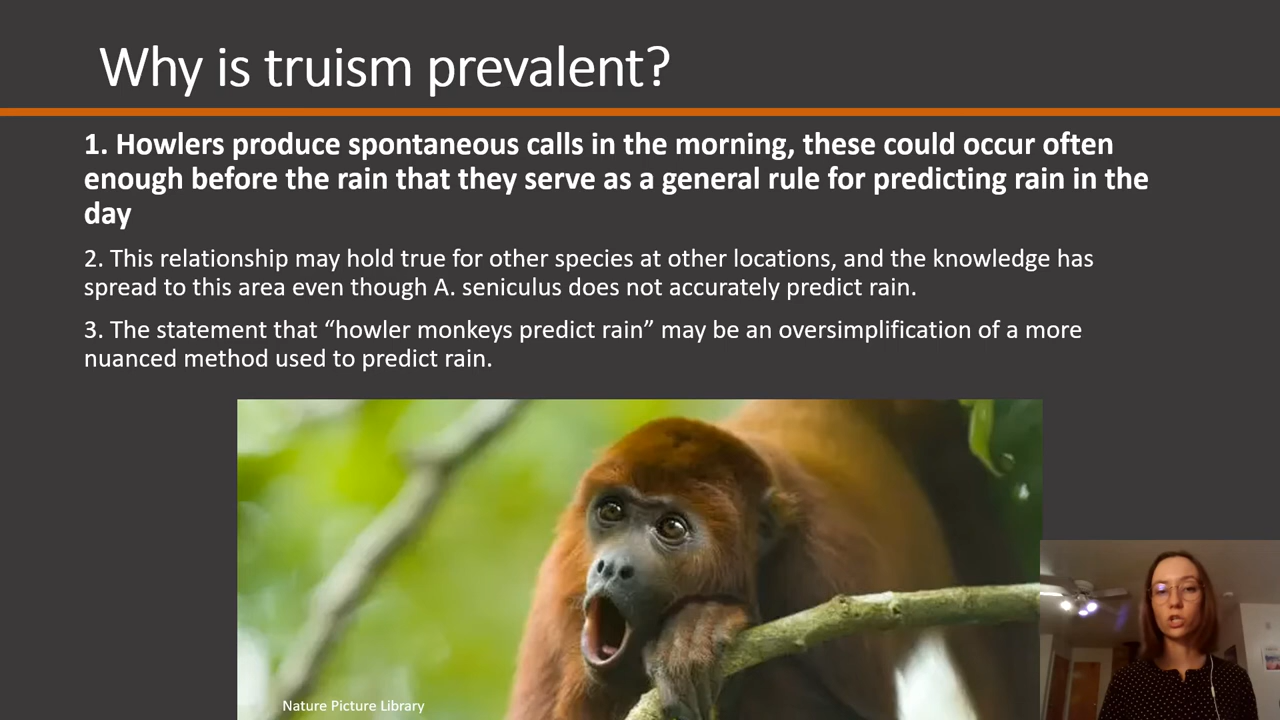 Why is truism prevalent?
1. Howlers produce spontaneous calls in the morning, these could occur often
enough before the rain that they serve as a general rule for predicting rain in the
day
2. This relationship may hold true for other species at other locations, and the knowledge has
spread to this area even though A. seniculus does not accurately predict rain.
3. The statement that “howler monkeys predict rain” may be an oversimplification of a more
nuanced method used to predict rain.
Nature Picture Library